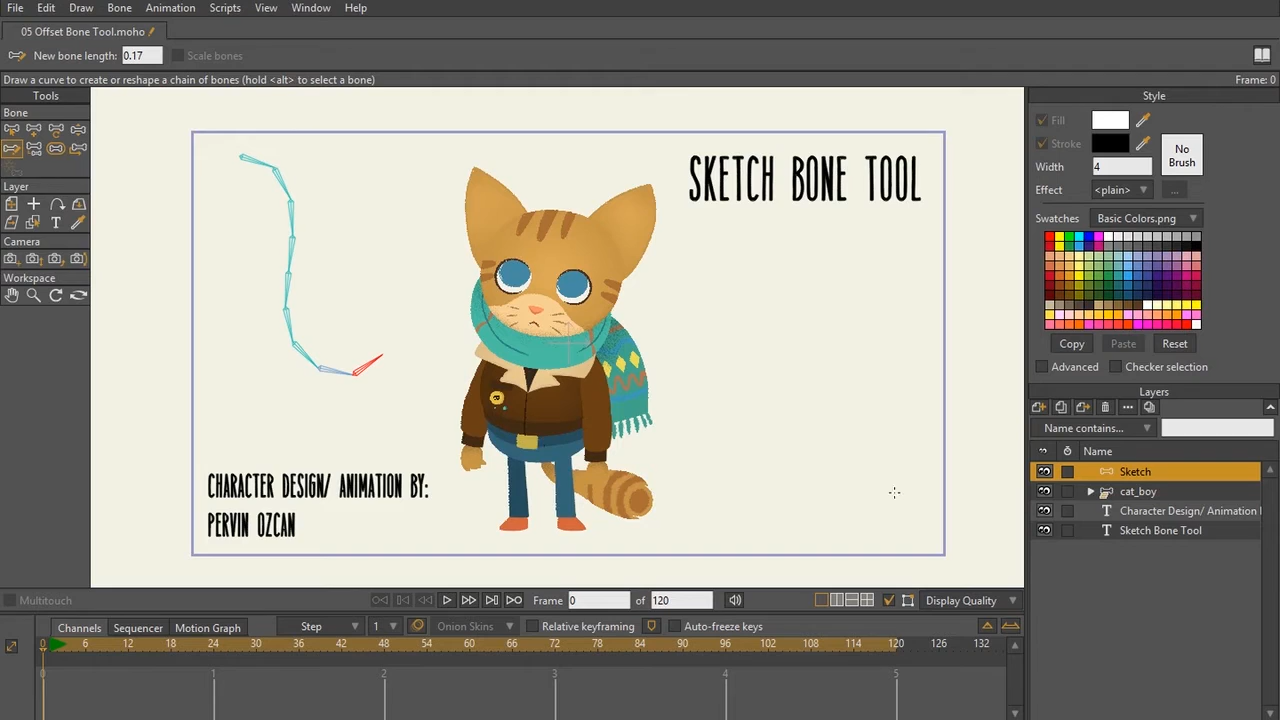 File Edit Draw Bone Animation Scripts View Window Help
05 Offset Bone Tool.moho
New bone length: 0.17 Scale bones
Draw a curve to create or reshape a chain of bones (hold <alt> to select a bone) Frame: 0
Tools
Bone
Layer
Camera
Workspace
SKETCH BONE TOOL
CHARACTER DESIGN/ ANIMATION BY:
PERVIN OZCAN
Style
Fill
Stroke
No
Brush
Width 4
Effect <plain> ...
Swatches Basic Colors.png
Copy Paste Reset
Advanced Checker selection
Layers
Name contains...
Name
Sketch
cat_boy
Character Design/ Animation
Sketch Bone Tool
Multitouch Frame 0 of 120 Display Quality
Channels Sequencer Motion Graph Step 1 Onion Skins Relative keyframing Auto-freeze keys
0 6 12 18 24 30 36 42 48 54 60 66 72 78 84 90 96 102 108 114 120 126 132
0 1 2 3 4 5